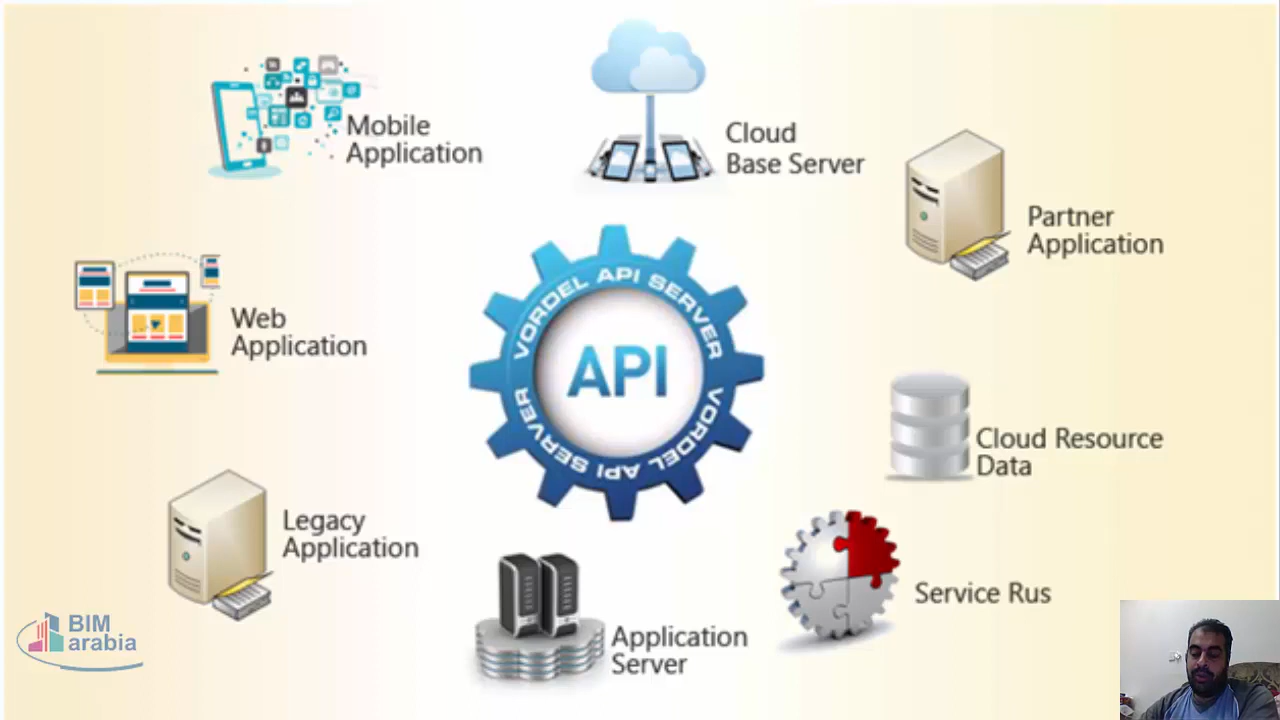 Mobile
Application
Cloud
Base Server
Partner
Application
Web
Application
VORDEL API SERVER
API
VORDEL API SERVER
Cloud Resource
Data
Legacy
Application
Service Rus
Application
Server
BIM
arabia